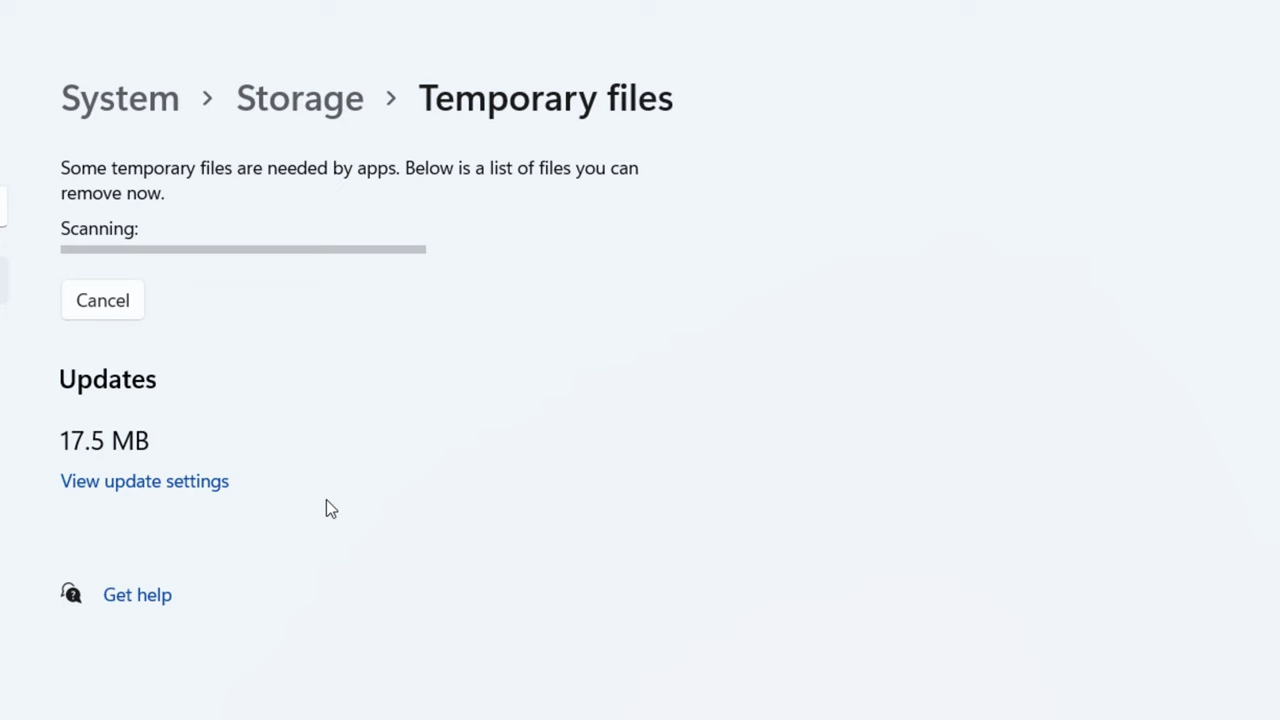 System > Storage > Temporary files
Some temporary files are needed by apps. Below is a list of files you can
remove now.
Scanning:
Cancel
Updates
17.5 MB
View update settings
Get help